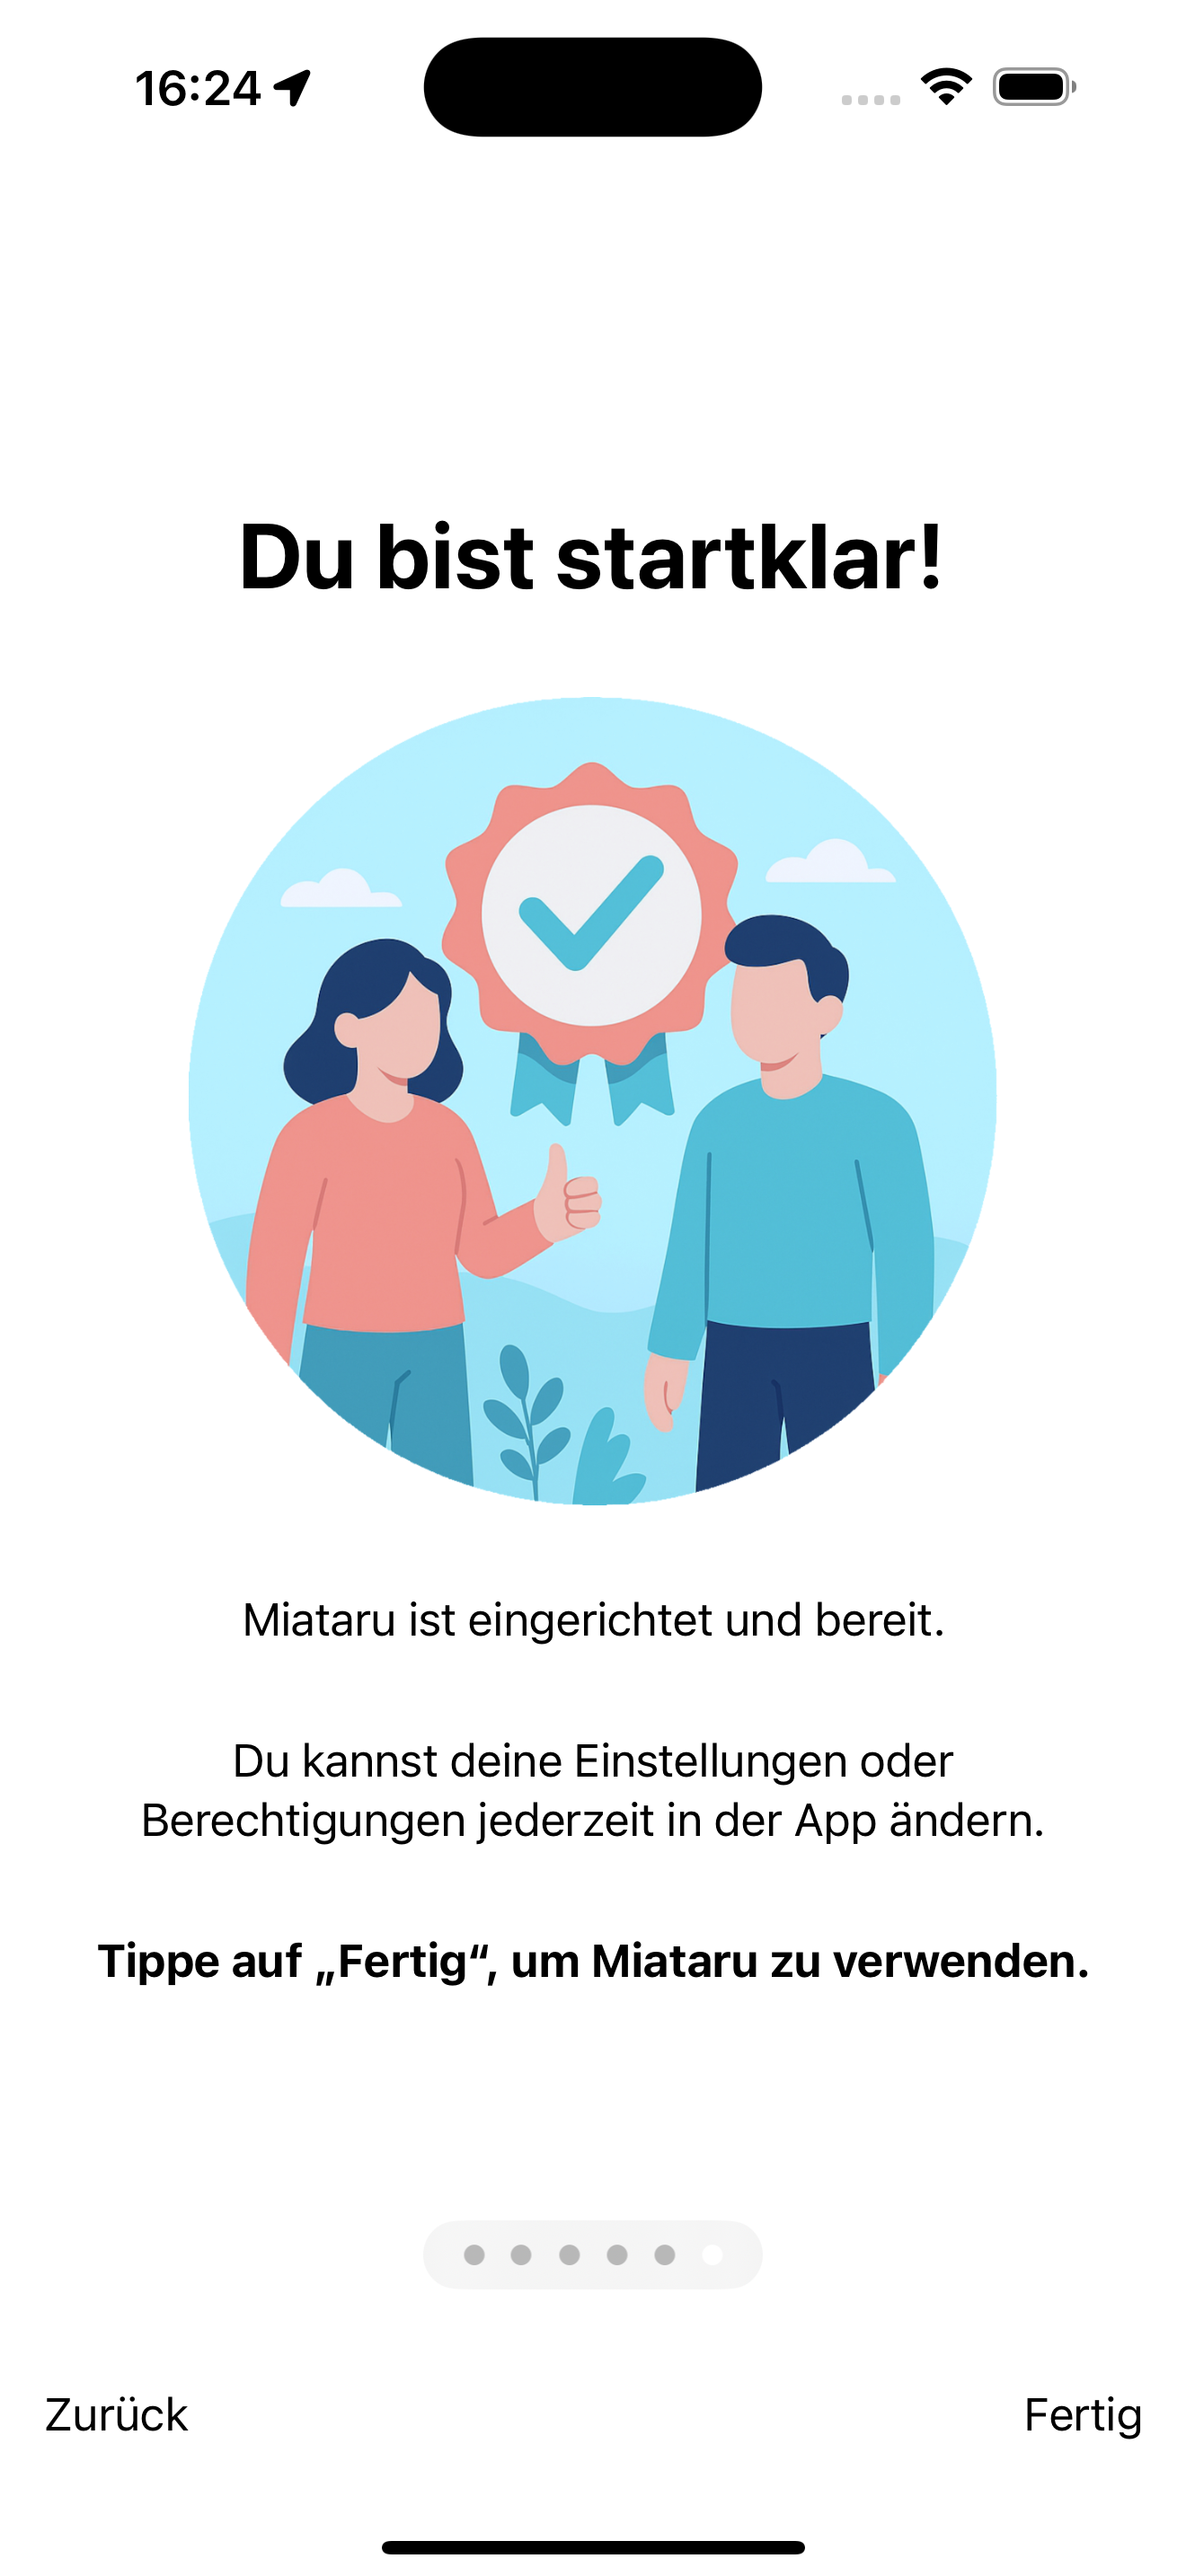 16:24
Du bist startklar!
Miataru ist eingerichtet und bereit.
Du kannst deine Einstellungen oder
Berechtigungen jederzeit in der App ändern.
Tippe auf „Fertig“, um Miataru zu verwenden.
Zurück
Fertig